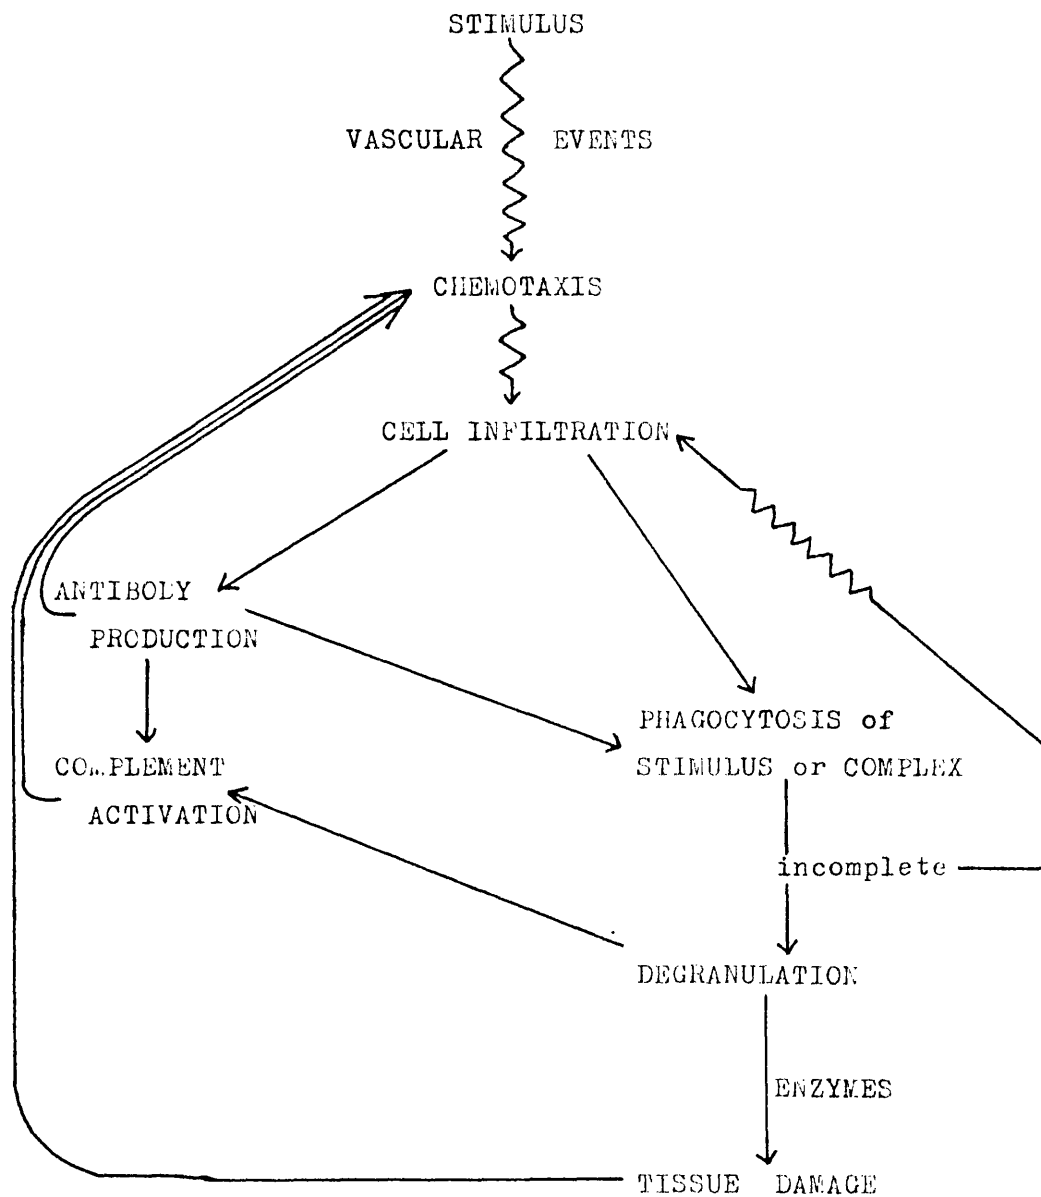 STIMULUS
VASCULAR EVENTS
CHEMOTAXIS
CELL INFILTRATION
ANTIBODY
PRODUCTION
PHAGOCYTOSIS of
STIMULUS or COMPLEX
COMPLEMENT
ACTIVATION
incomplete
DEGRANULATION
ENZYMES
TISSUE DAMAGE